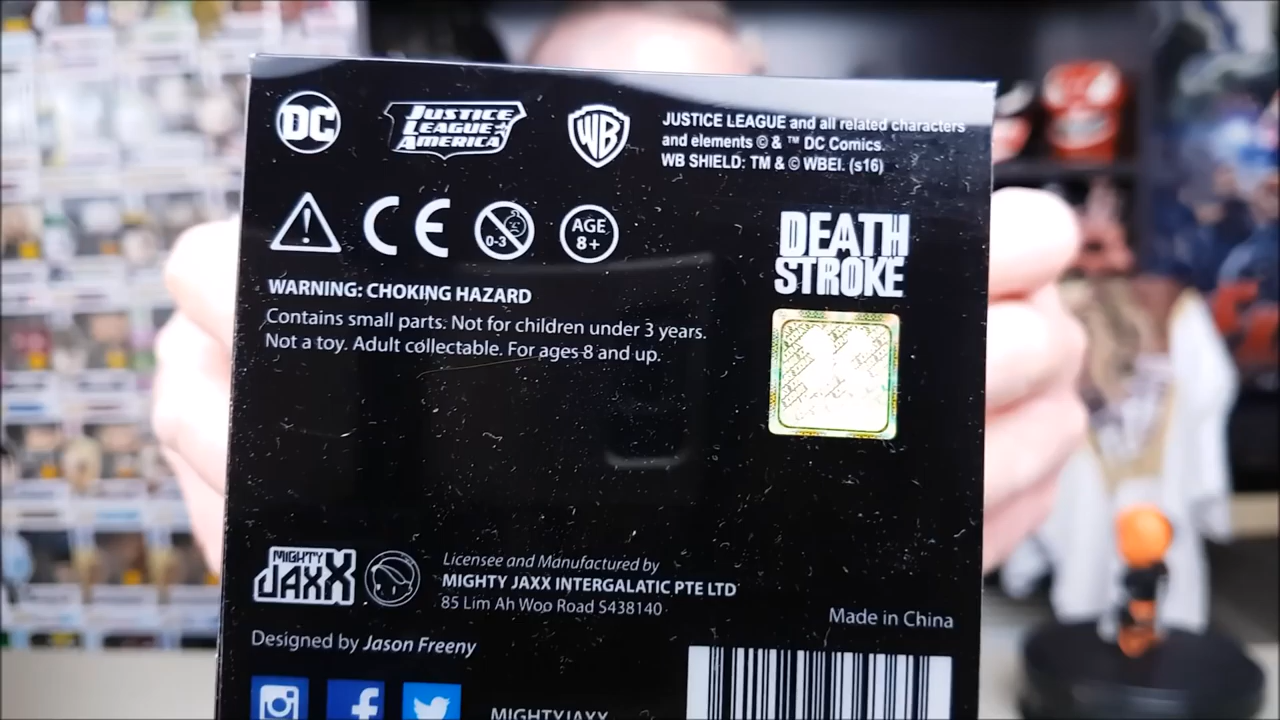 DC
JUSTICE
LEAGUE
AMERICA
WB
JUSTICE LEAGUE and all related characters
and elements © & ™ DC Comics.
WB SHIELD: TM & © WBEI. (s16)
CE
0-3
AGE
8+
DEATH
STROKE
WARNING: CHOKING HAZARD
Contains small parts. Not for children under 3 years.
Not a toy. Adult collectable. For ages 8 and up.
MIGHTY
JAXX
Licensee and Manufactured by
MIGHTY JAXX INTERGALATIC PTE LTD
85 Lim Ah Woo Road S438140
Made in China
Designed by Jason Freeny
MIGHTYJAXX